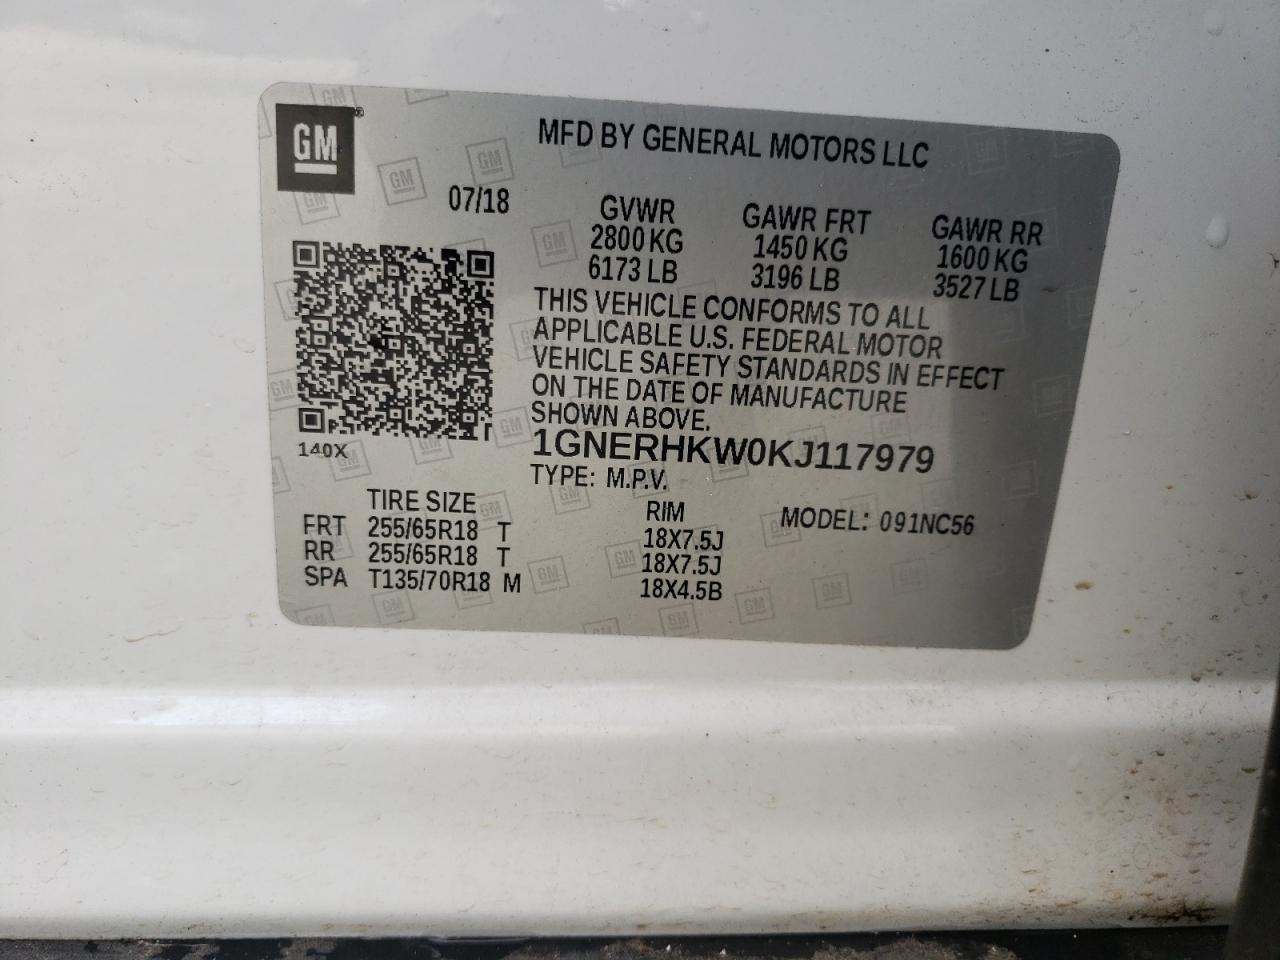 GM
MFD BY GENERAL MOTORS LLC
07/18
GVWR GAWR FRT GAWR RR
2800 KG 1450 KG 1600 KG
6173 LB 3196 LB 3527 LB
THIS VEHICLE CONFORMS TO ALL
APPLICABLE U.S. FEDERAL MOTOR
VEHICLE SAFETY STANDARDS IN EFFECT
ON THE DATE OF MANUFACTURE
SHOWN ABOVE.
140X
1GNERHKW0KJ117979
TYPE: M.P.V.
TIRE SIZE RIM MODEL: 091NC56
FRT 255/65R18 T 18X7.5J
RR 255/65R18 T 18X7.5J
SPA T135/70R18 M 18X4.5B